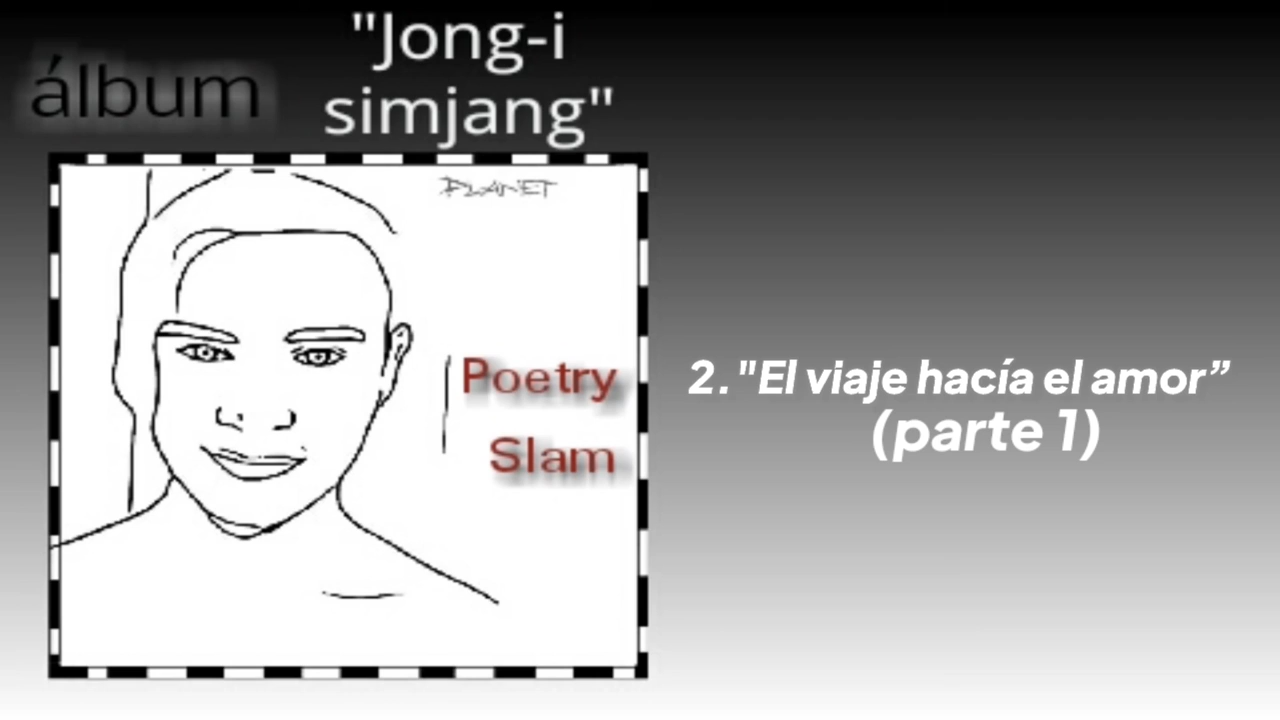 álbum
"Jong-i
simjang"
PLANET
Poetry
Slam
2."El viaje hacía el amor”
(parte 1)